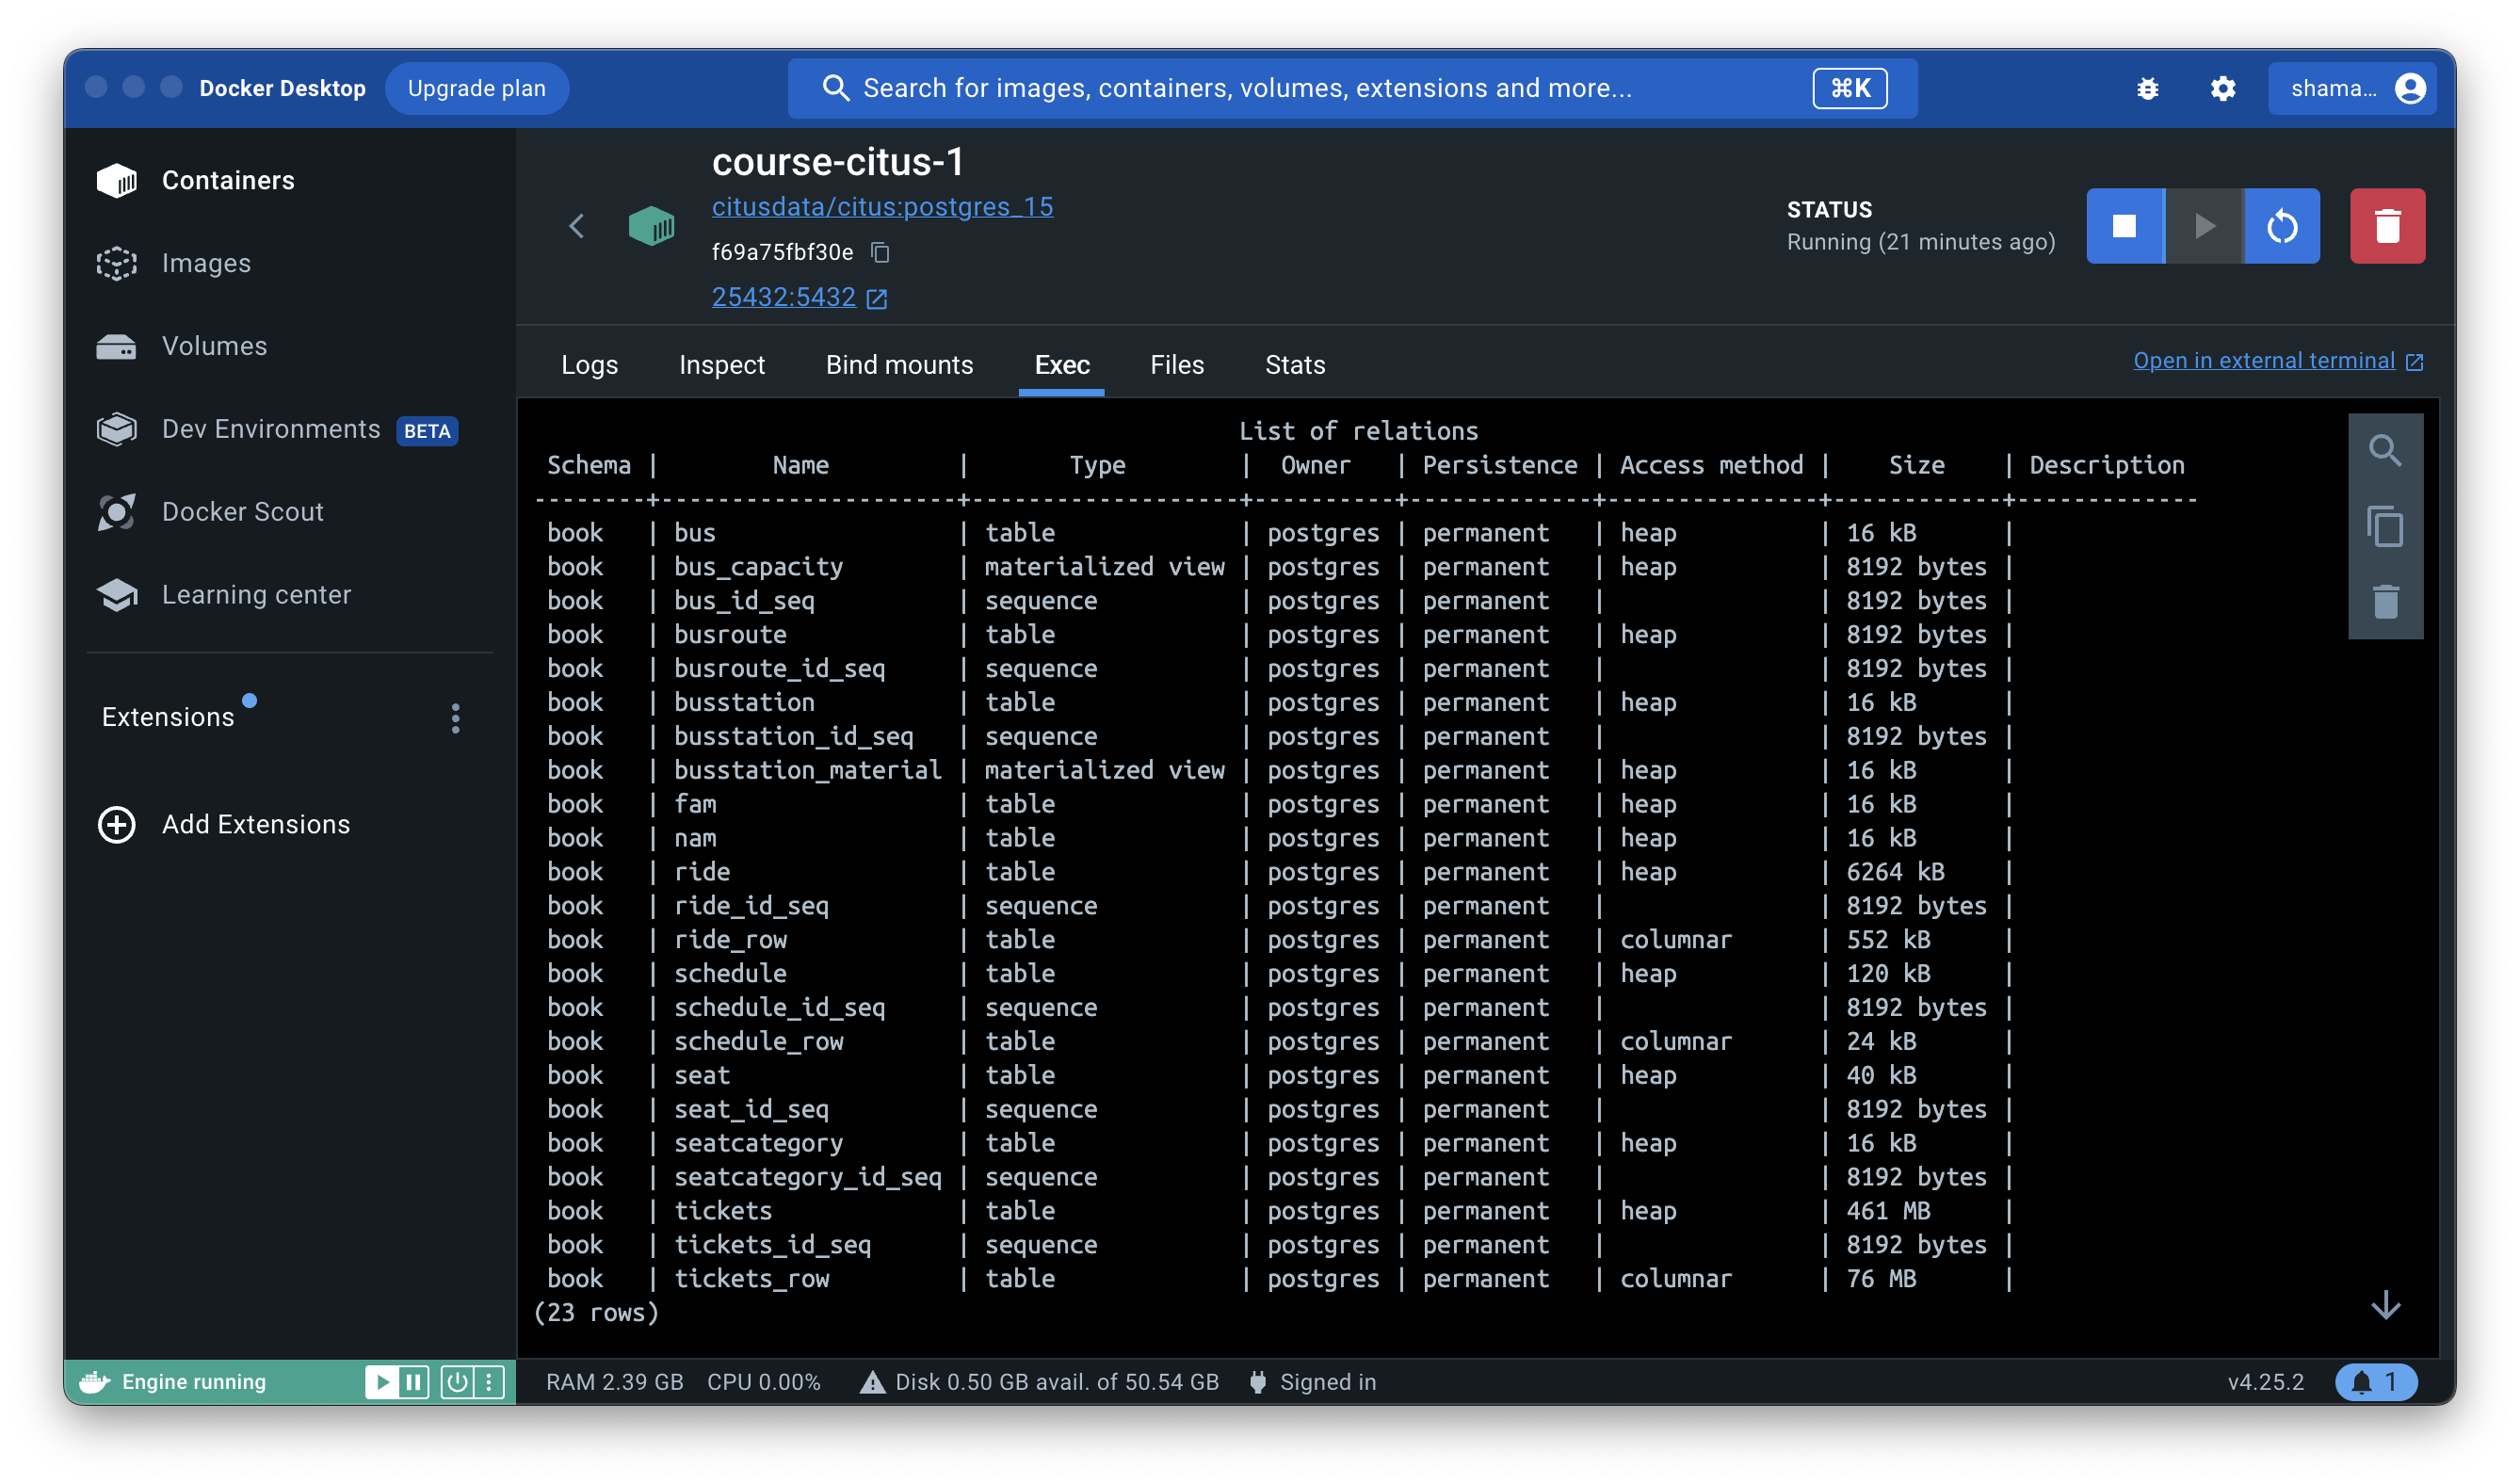 Docker Desktop Upgrade plan Search for images, containers, volumes, extensions and more... ⌘K shama...
Containers
Images
Volumes
Dev Environments BETA
Docker Scout
Learning center
Extensions
Add Extensions
course-citus-1
citusdata/citus:postgres_15
f69a75fbf30e
25432:5432
STATUS
Running (21 minutes ago)
Logs Inspect Bind mounts Exec Files Stats Open in external terminal
List of relations
Schema | Name | Type | Owner | Persistence | Access method | Size | Description
--------+---------------------+-------------------+----------+-------------+---------------+------------+-------------
book | bus | table | postgres | permanent | heap | 16 kB |
book | bus_capacity | materialized view | postgres | permanent | heap | 8192 bytes |
book | bus_id_seq | sequence | postgres | permanent | | 8192 bytes |
book | busroute | table | postgres | permanent | heap | 8192 bytes |
book | busroute_id_seq | sequence | postgres | permanent | | 8192 bytes |
book | busstation | table | postgres | permanent | heap | 16 kB |
book | busstation_id_seq | sequence | postgres | permanent | | 8192 bytes |
book | busstation_material | materialized view | postgres | permanent | heap | 16 kB |
book | fam | table | postgres | permanent | heap | 16 kB |
book | nam | table | postgres | permanent | heap | 16 kB |
book | ride | table | postgres | permanent | heap | 6264 kB |
book | ride_id_seq | sequence | postgres | permanent | | 8192 bytes |
book | ride_row | table | postgres | permanent | columnar | 552 kB |
book | schedule | table | postgres | permanent | heap | 120 kB |
book | schedule_id_seq | sequence | postgres | permanent | | 8192 bytes |
book | schedule_row | table | postgres | permanent | columnar | 24 kB |
book | seat | table | postgres | permanent | heap | 40 kB |
book | seat_id_seq | sequence | postgres | permanent | | 8192 bytes |
book | seatcategory | table | postgres | permanent | heap | 16 kB |
book | seatcategory_id_seq | sequence | postgres | permanent | | 8192 bytes |
book | tickets | table | postgres | permanent | heap | 461 MB |
book | tickets_id_seq | sequence | postgres | permanent | | 8192 bytes |
book | tickets_row | table | postgres | permanent | columnar | 76 MB |
(23 rows)
Engine running RAM 2.39 GB CPU 0.00% Disk 0.50 GB avail. of 50.54 GB Signed in v4.25.2 1